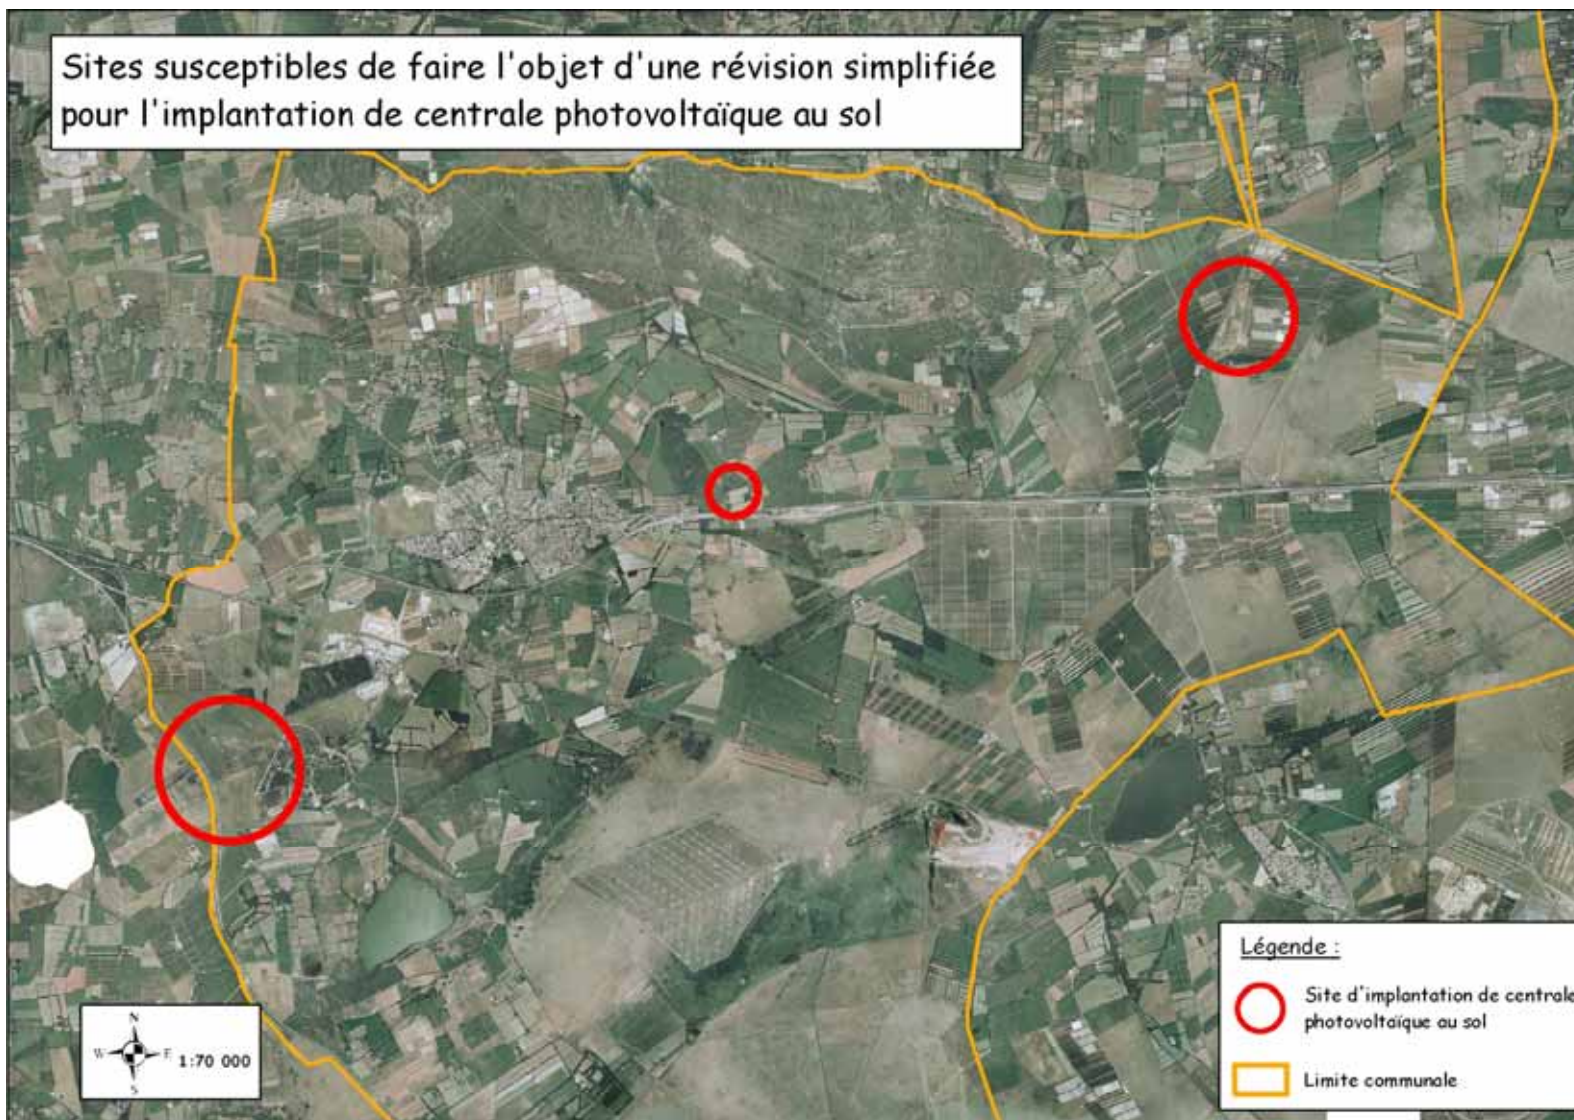 Sites susceptibles de faire l'objet d'une révision simplifiée
pour l'implantation de centrale photovoltaïque au sol
Légende :
Site d'implantation de centrale
photovoltaïque au sol
Limite communale
N
W E
S
1:70 000